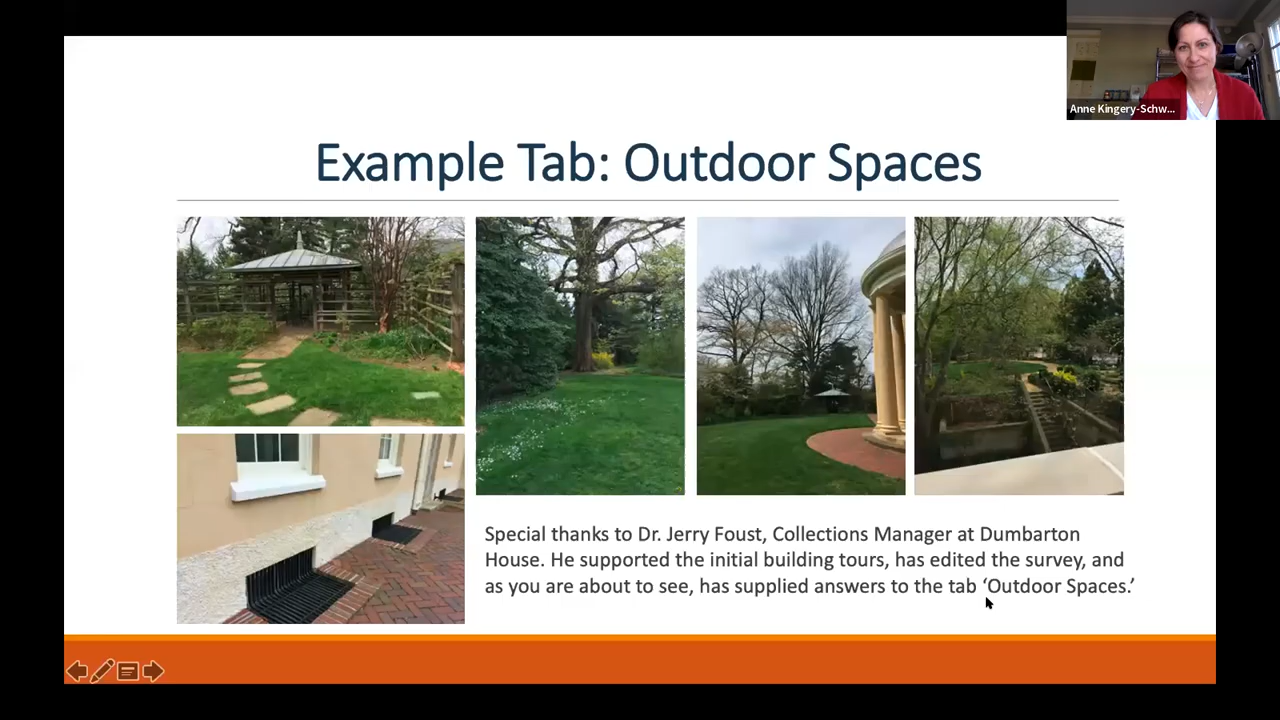 Anne Kingery-Schw...
Example Tab: Outdoor Spaces
Special thanks to Dr. Jerry Foust, Collections Manager at Dumbarton
House. He supported the initial building tours, has edited the survey, and
as you are about to see, has supplied answers to the tab ‘Outdoor Spaces.’